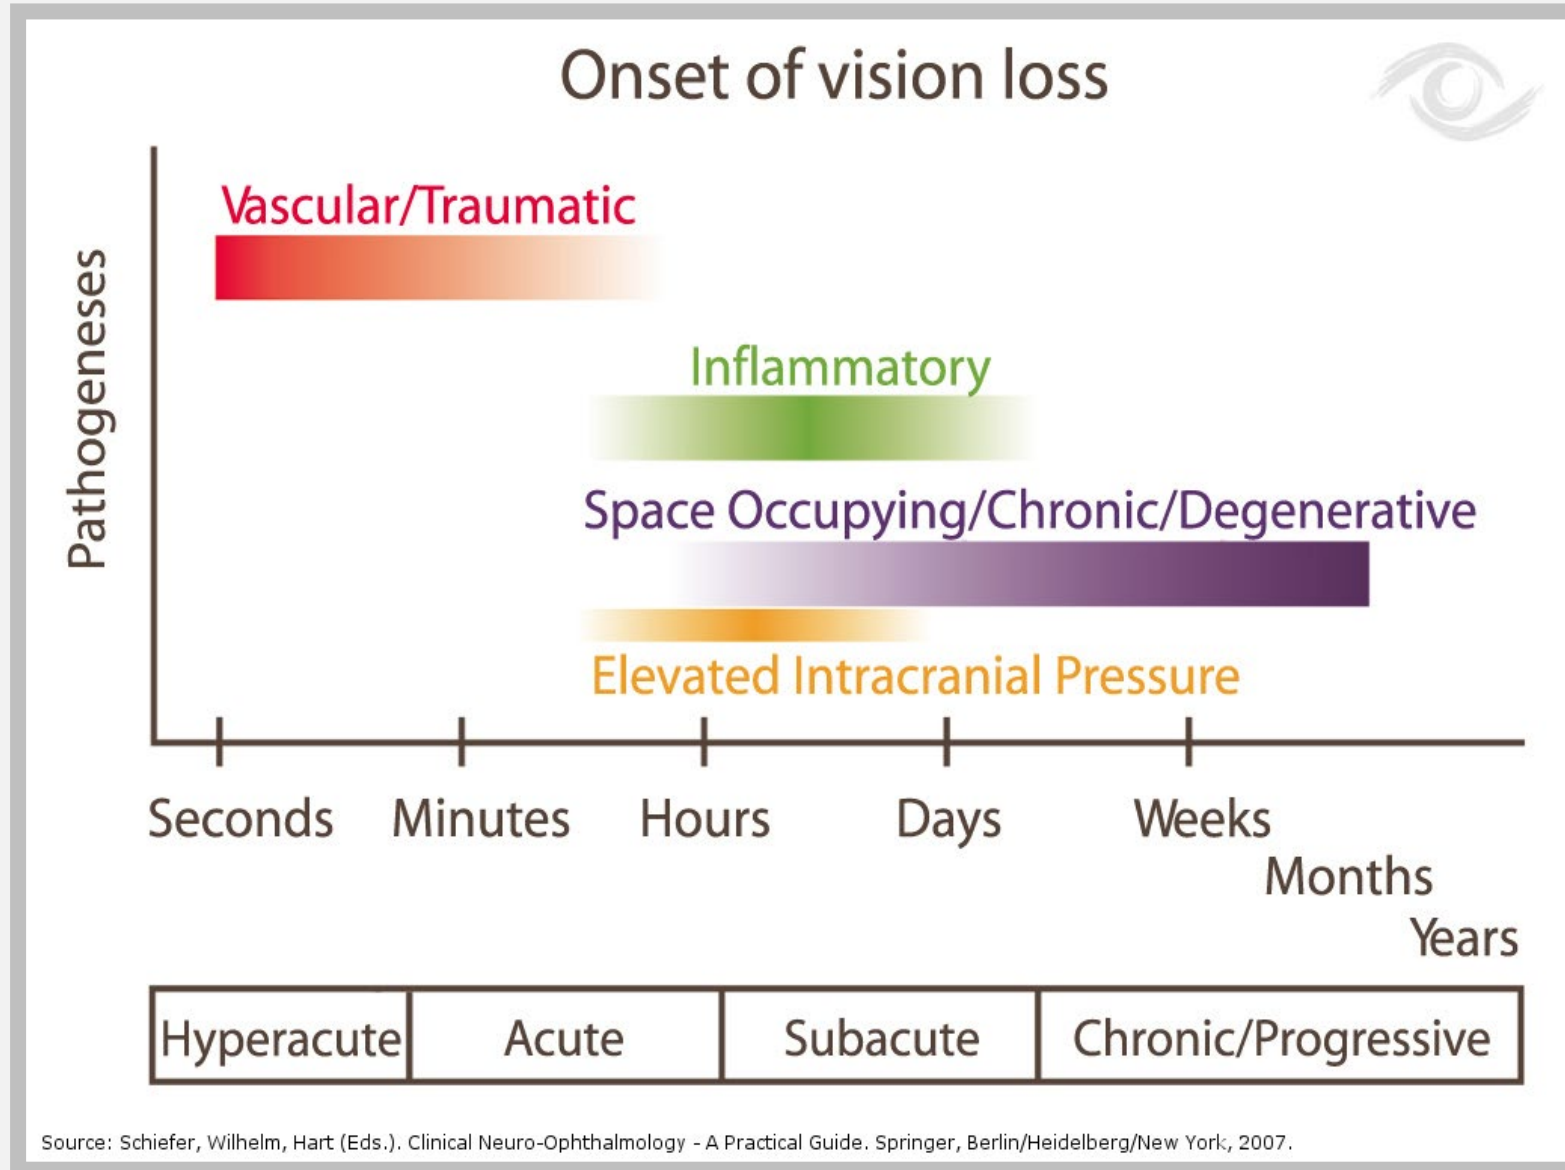 Onset of vision loss
Pathogeneses
Vascular/Traumatic
Inflammatory
Space Occupying/Chronic/Degenerative
Elevated Intracranial Pressure
Seconds Minutes Hours Days Weeks
Months
Years
Hyperacute Acute Subacute Chronic/Progressive
Source: Schiefer, Wilhelm, Hart (Eds.). Clinical Neuro-Ophthalmology - A Practical Guide. Springer, Berlin/Heidelberg/New York, 2007.